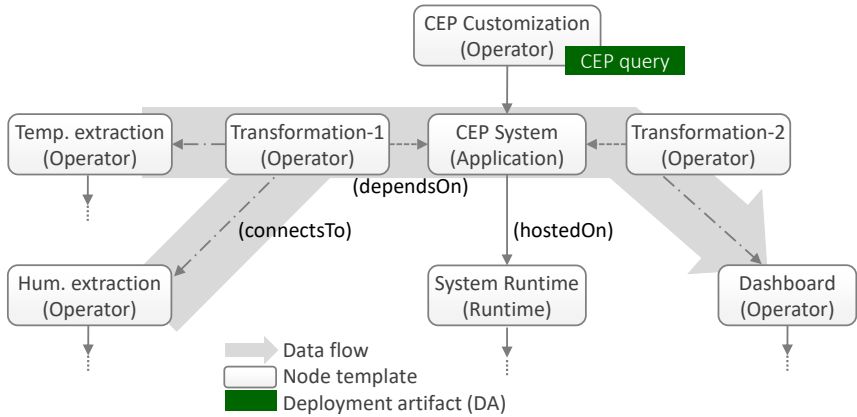 CEP Customization
(Operator)
CEP query
Temp. extraction
(Operator)
Transformation-1
(Operator)
CEP System
(Application)
Transformation-2
(Operator)
(dependsOn)
(connectsTo)
(hostedOn)
Hum. extraction
(Operator)
System Runtime
(Runtime)
Dashboard
(Operator)
Data flow
Node template
Deployment artifact (DA)